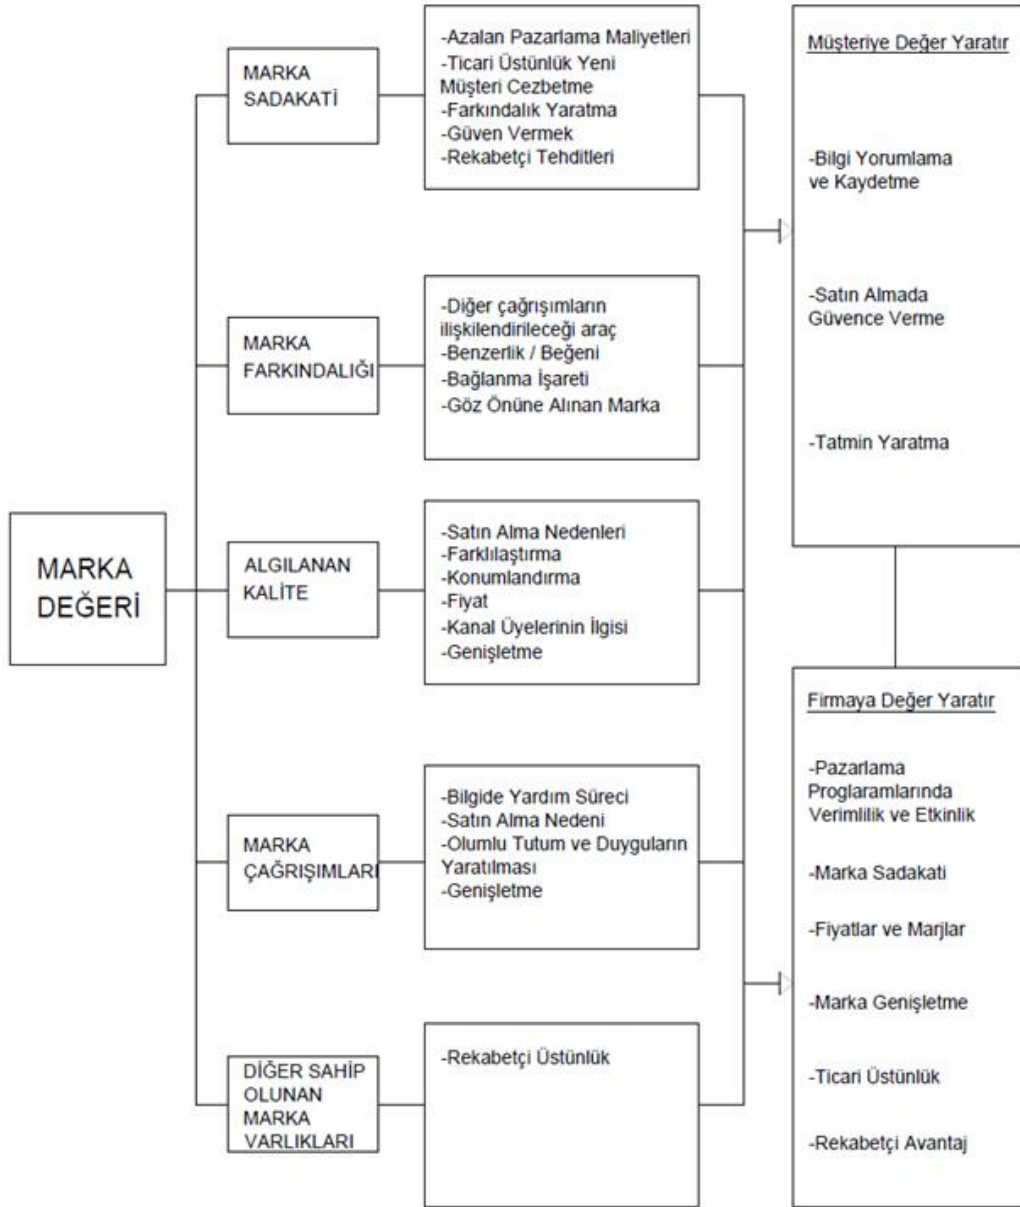 MARKA
DEĞERİ
MARKA
SADAKATİ
-Azalan Pazarlama Maliyetleri
-Ticari Üstünlük Yeni
Müşteri Cezbetme
-Farkındalık Yaratma
-Güven Vermek
-Rekabetçi Tehditleri
MARKA
FARKINDALIĞI
-Diğer çağrışımların
ilişkilendirileceği araç
-Benzerlik / Beğeni
-Bağlanma İşareti
-Göz Önüne Alınan Marka
ALGILANAN
KALİTE
-Satın Alma Nedenleri
-Farklılaştırma
-Konumlandırma
-Fiyat
-Kanal Üyelerinin İlgisi
-Genişletme
MARKA
ÇAĞRIŞIMLARI
-Bilgide Yardım Süreci
-Satın Alma Nedeni
-Olumlu Tutum ve Duyguların
Yaratılması
-Genişletme
DİĞER SAHİP
OLUNAN
MARKA
VARLIKLARI
-Rekabetçi Üstünlük
Müşteriye Değer Yaratır
-Bilgi Yorumlama
ve Kaydetme
-Satın Almada
Güvence Verme
-Tatmin Yaratma
Firmaya Değer Yaratır
-Pazarlama
Proglaramlarında
Verimlilik ve Etkinlik
-Marka Sadakati
-Fiyatlar ve Marjlar
-Marka Genişletme
-Ticari Üstünlük
-Rekabetçi Avantaj